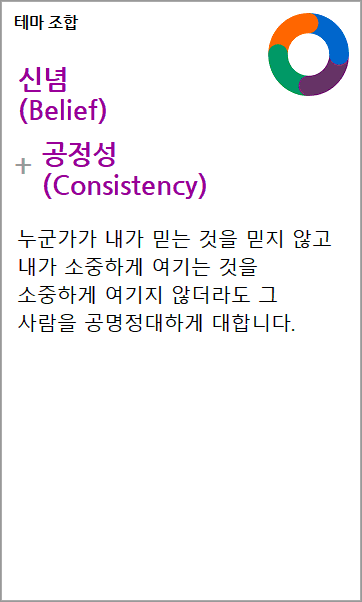 테마 조합
신념
(Belief)
+ 공정성
(Consistency)
누군가가 내가 믿는 것을 믿지 않고
내가 소중하게 여기는 것을
소중하게 여기지 않더라도 그
사람을 공명정대하게 대합니다.